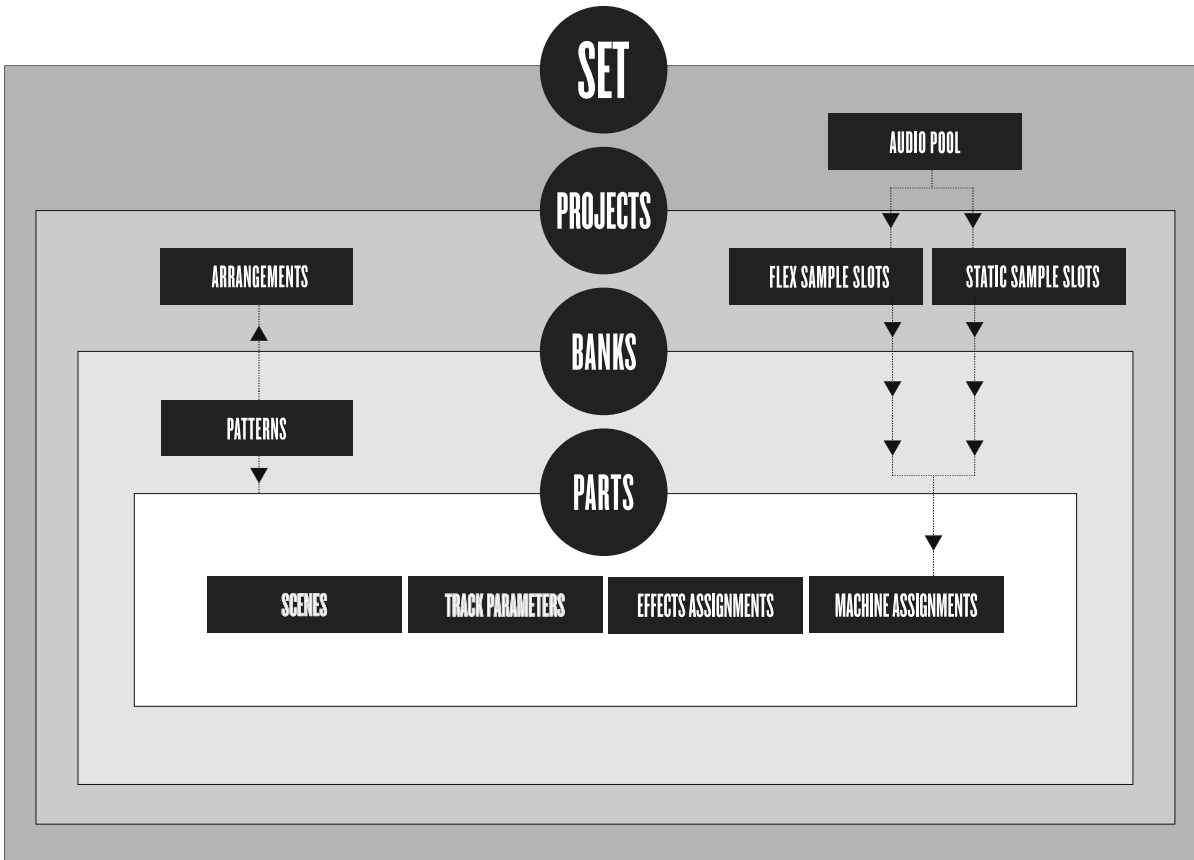 SET
AUDIO POOL
PROJECTS
ARRANGEMENTS
FLEX SAMPLE SLOTS
STATIC SAMPLE SLOTS
BANKS
PATTERNS
PARTS
SCENES
TRACK PARAMETERS
EFFECTS ASSIGNMENTS
MACHINE ASSIGNMENTS